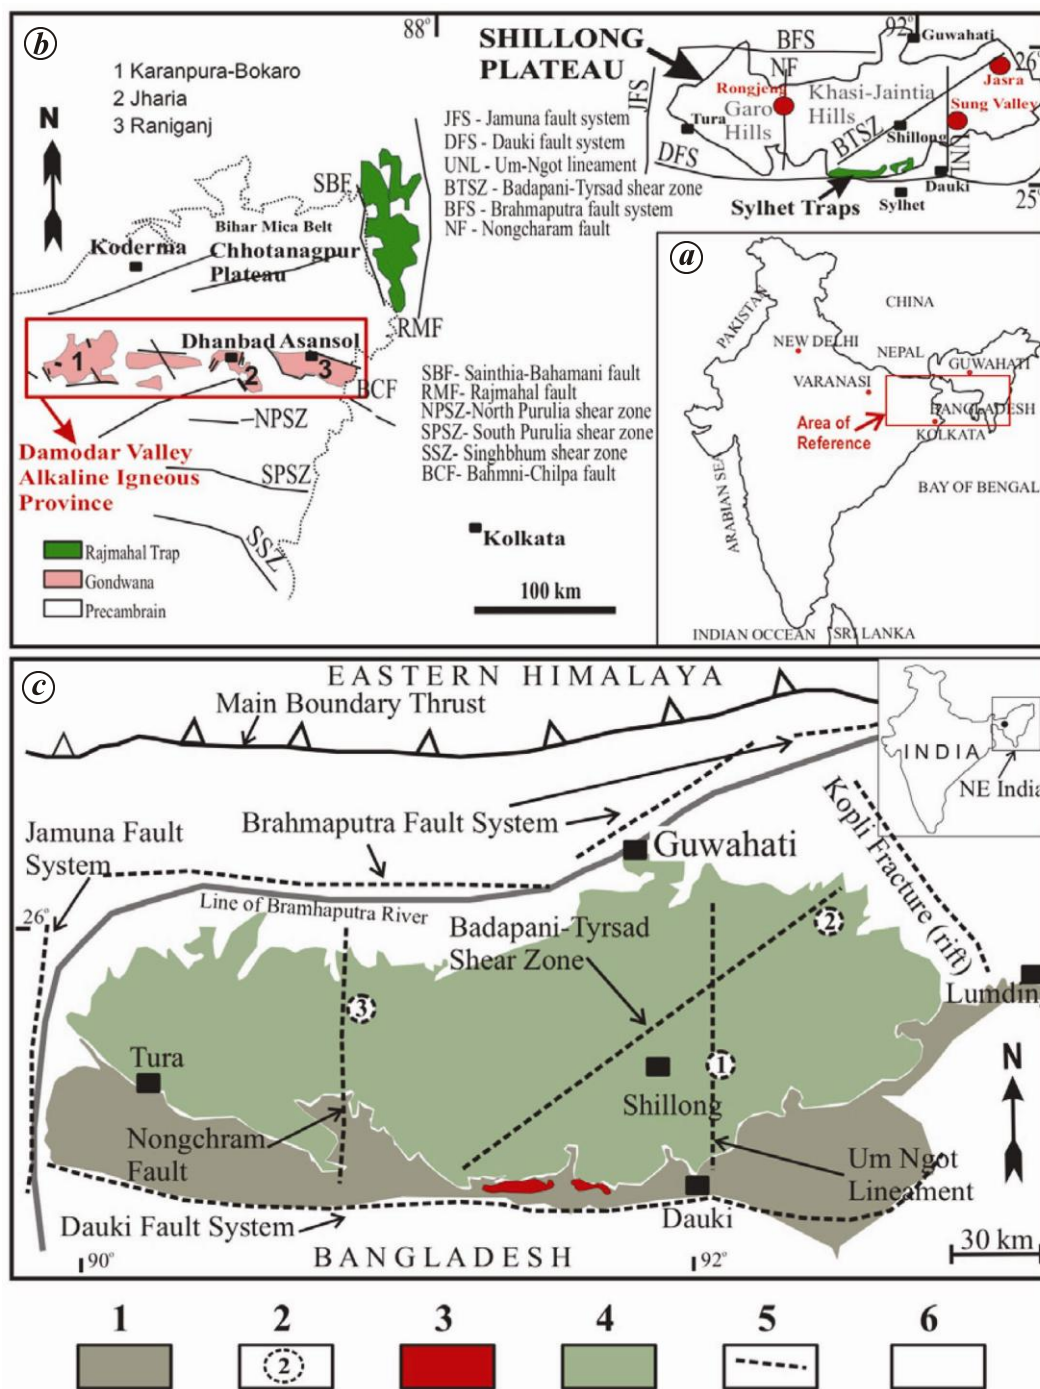 b
1 Karanpura-Bokaro
2 Jharia
3 Raniganj
N
88°
SHILLONG
PLATEAU
BFS
92°
Guwahati
26°
NF
JFS
Rongjeng
Garo
Hills
Khasi-Jaintia
Hills
Jasra
Sung Valley
Tura
BTSZ
Shillong
UNL
DFS
Dauki
Sylhet
25°
Sylhet Traps
JFS - Jamuna fault system
DFS - Dauki fault system
UNL - Um-Ngot lineament
BTSZ - Badapani-Tyrsad shear zone
BFS - Brahmaputra fault system
NF - Nongcharam fault
SBF
Bihar Mica Belt
Koderma
Chhotanagpur
Plateau
RMF
Dhanbad
Asansol
1
2
3
BCF
NPSZ
SPSZ
SSZ
Damodar Valley
Alkaline Igneous
Province
SBF- Sainthia-Bahamani fault
RMF- Rajmahal fault
NPSZ-North Purulia shear zone
SPSZ- South Purulia shear zone
SSZ- Singhbhum shear zone
BCF- Bahmni-Chilpa fault
Kolkata
100 km
Rajmahal Trap
Gondwana
Precambrain
a
PAKISTAN
CHINA
NEW DELHI
NEPAL
GUWAHATI
VARANASI
BANGLADESH
Area of
Reference
KOLKATA
ARABIAN SEA
BAY OF BENGAL
INDIAN OCCEAN
SRI LANKA
c
EASTERN HIMALAYA
Main Boundary Thrust
INDIA
NE India
Jamuna Fault
System
Brahmaputra Fault System
Guwahati
Kopli Fracture (rift)
26°
Line of Bramhaputra River
Badapani-Tyrsad
Shear Zone
2
3
Lumding
Tura
1
Shillong
N
Nongchram
Fault
Um Ngot
Lineament
Dauki Fault System
Dauki
BANGLADESH
90°
92°
30 km
1
2
3
4
5
6
2